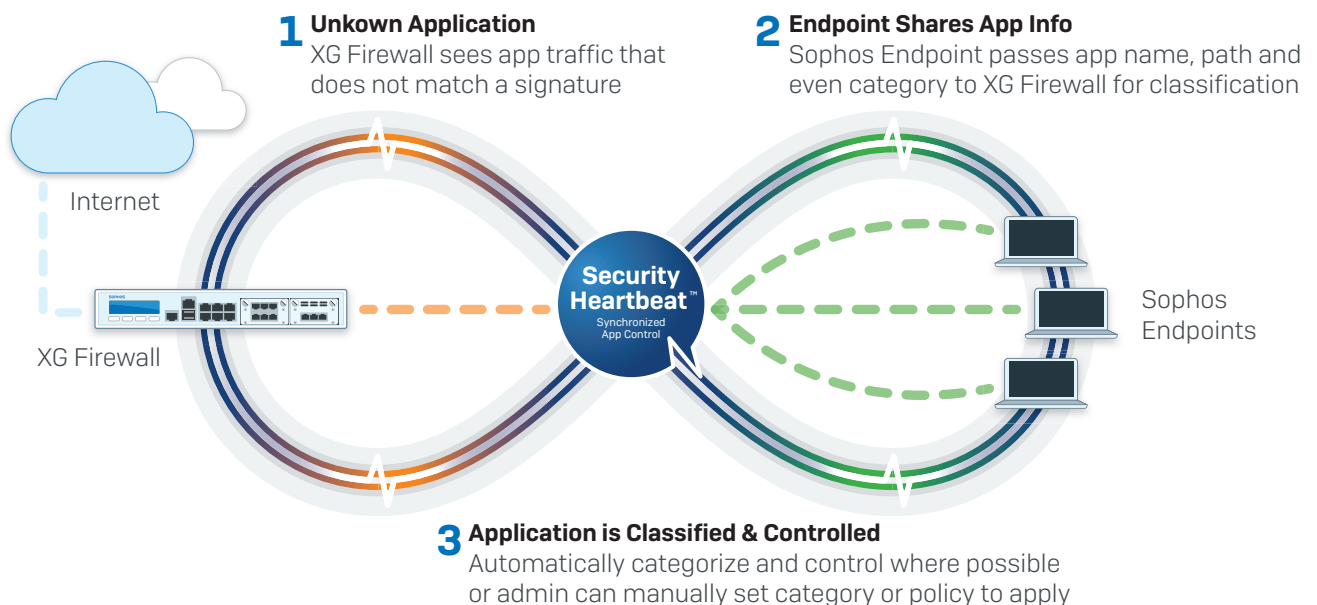 1 Unkown Application
XG Firewall sees app traffic that
does not match a signature
2 Endpoint Shares App Info
Sophos Endpoint passes app name, path and
even category to XG Firewall for classification
Internet
SOPHOS
XG Firewall
Security
Heartbeat™
Synchronized
App Control
Sophos
Endpoints
3 Application is Classified & Controlled
Automatically categorize and control where possible
or admin can manually set category or policy to apply